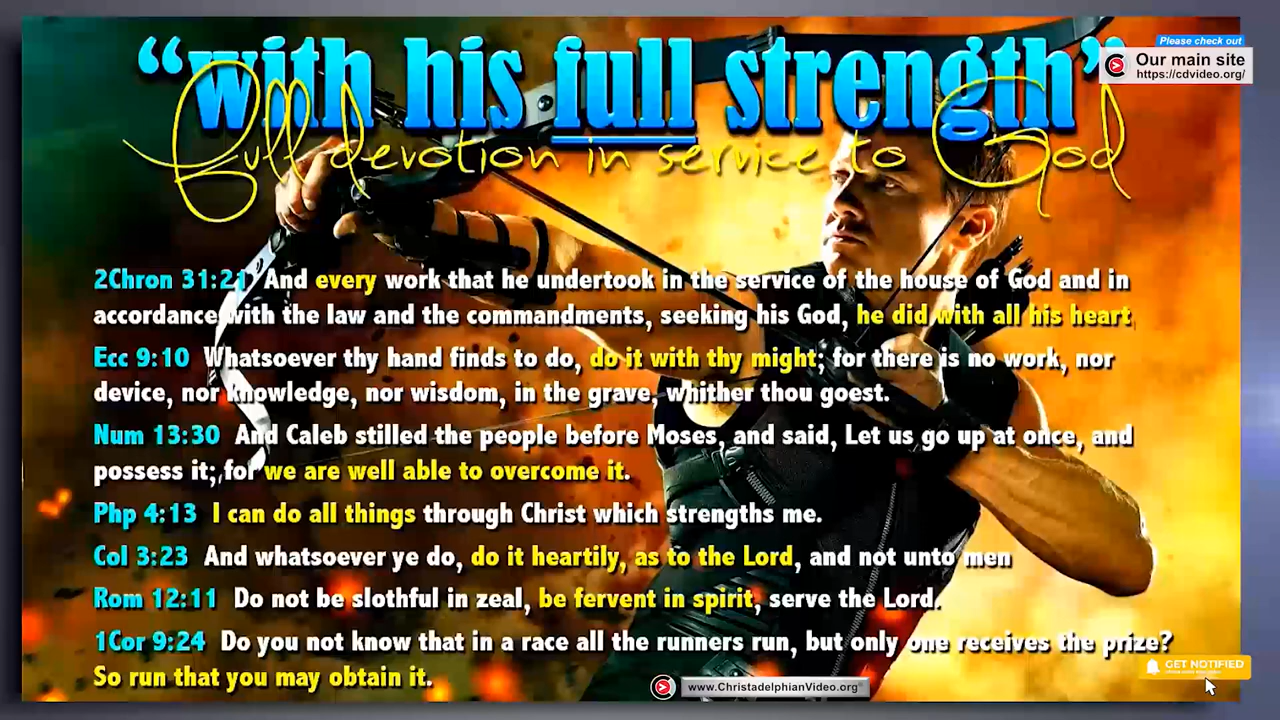 Please check out
Our main site
https://cdvideo.org/
“with his full strength”
full devotion in service to God
2Chron 31:21 And every work that he undertook in the service of the house of God and in
accordance with the law and the commandments, seeking his God, he did with all his heart
Ecc 9:10 Whatsoever thy hand finds to do, do it with thy might; for there is no work, nor
device, nor knowledge, nor wisdom, in the grave, whither thou goest.
Num 13:30 And Caleb stilled the people before Moses, and said, Let us go up at once, and
possess it; for we are well able to overcome it.
Php 4:13 I can do all things through Christ which strengths me.
Col 3:23 And whatsoever ye do, do it heartily, as to the Lord, and not unto men
Rom 12:11 Do not be slothful in zeal, be fervent in spirit, serve the Lord.
1Cor 9:24 Do you not know that in a race all the runners run, but only one receives the prize?
So run that you may obtain it.
GET NOTIFIED
www.ChristadelphianVideo.org